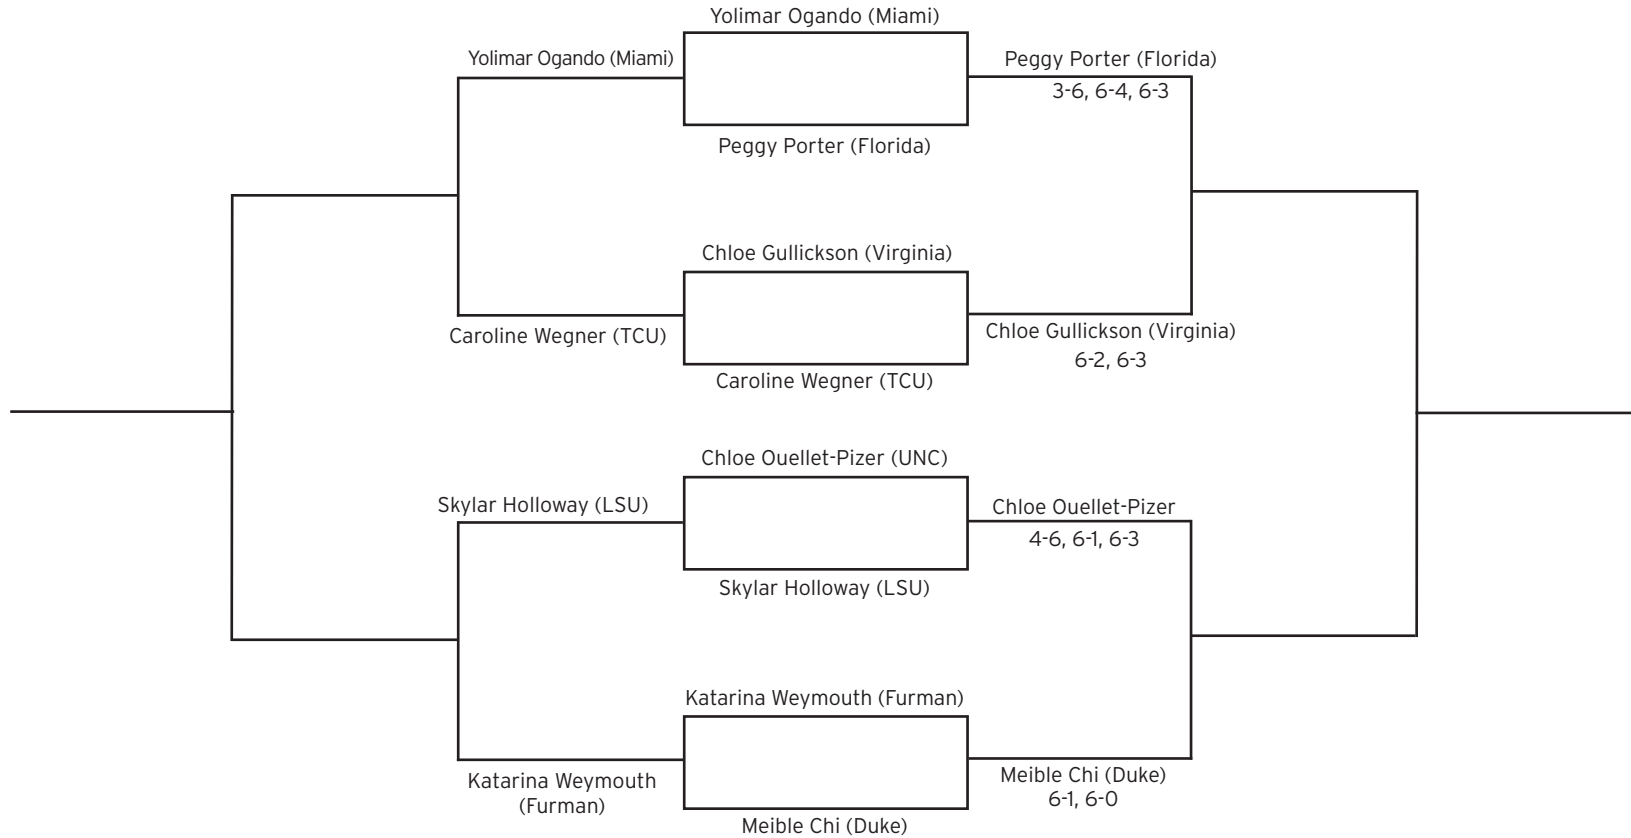 Yolimar Ogando (Miami)
Yolimar Ogando (Miami)
Peggy Porter (Florida)
3-6, 6-4, 6-3
Peggy Porter (Florida)
Chloe Gullickson (Virginia)
Caroline Wegner (TCU)
Chloe Gullickson (Virginia)
6-2, 6-3
Caroline Wegner (TCU)
Chloe Ouellet-Pizer (UNC)
Skylar Holloway (LSU)
Chloe Ouellet-Pizer
4-6, 6-1, 6-3
Skylar Holloway (LSU)
Katarina Weymouth (Furman)
Katarina Weymouth
(Furman)
Meible Chi (Duke)
6-1, 6-0
Meible Chi (Duke)